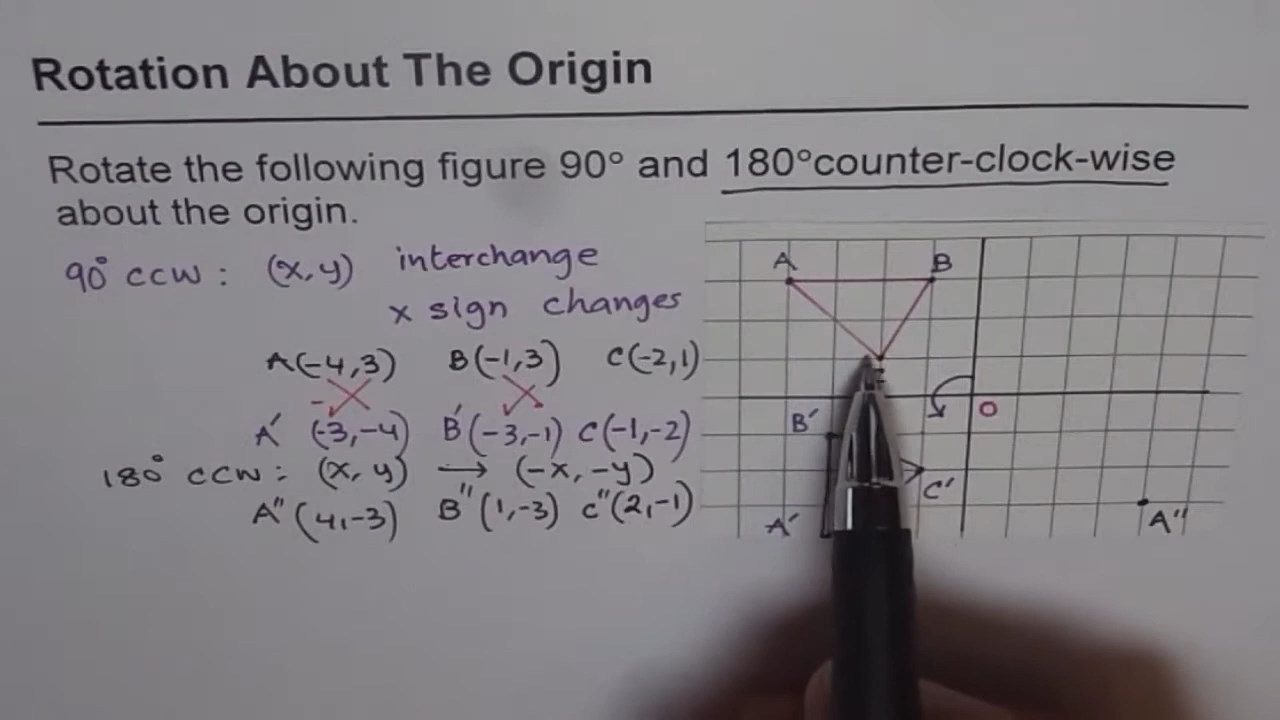 Rotation About The Origin
Rotate the following figure 90° and 180°counter-clock-wise
about the origin.
90° ccw : (x,y) interchange
x sign changes
A(-4,3) B(-1,3) C(-2,1)
-
A' (-3,-4) B'(-3,-1) C(-1,-2)
180° ccw: (x, y) → (-x, -y)
A" (4,-3) B" (1,-3) C" (2,-1)
A B
O
B'
C'
A' A"